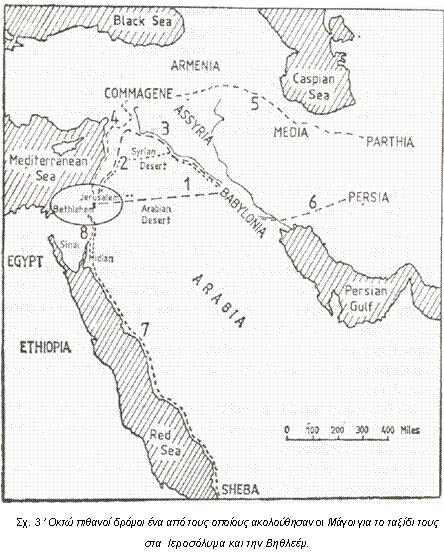 Black Sea
ARMENIA
Caspian Sea
COMMAGENE
5
4
3
ASSYRIA
MEDIA
PARTHIA
Mediterranean Sea
2
Syrian Desert
1
BABYLONIA
6
PERSIA
Jerusalem
Bethlehem
Arabian Desert
8
Sinai
EGYPT
Midian
ARABIA
Persian Gulf
ETHIOPIA
7
0 100 200 300 400 Miles
Red Sea
SHEBA
Σχ. 3 ' Οκτώ πιθανοί δρόμοι ένα από τους οποίους ακολούθησαν οι Μάγοι για το ταξίδι τους
στα Ιεροσόλυμα και την Βηθλεέμ.